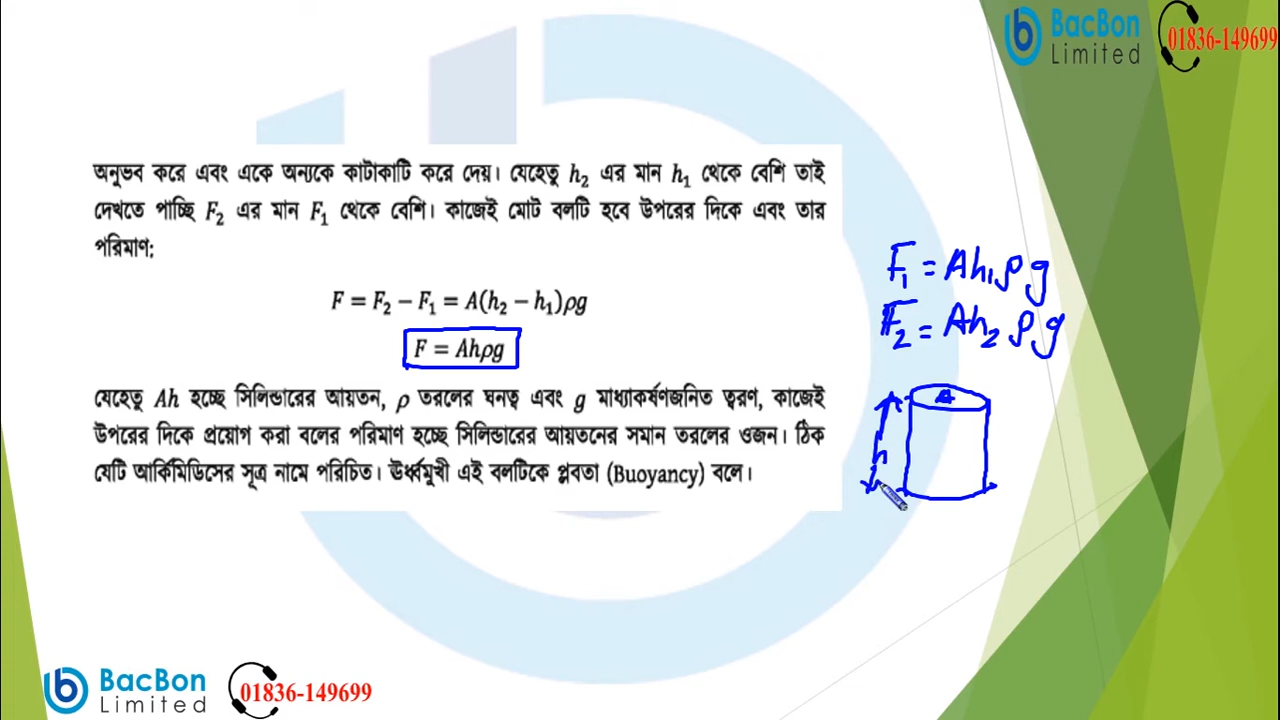 BacBon
Limited
01836-149699
অনুভব করে এবং একে অন্যকে কাটাকাটি করে দেয়। যেহেতু h₂ এর মান h₁ থেকে বেশি তাই
দেখতে পাচ্ছি F₂ এর মান F₁ থেকে বেশি। কাজেই মোট বলটি হবে উপরের দিকে এবং তার
পরিমাণ:
F = F₂ − F₁ = A(h₂ − h₁)ρg
F = Ahρg
যেহেতু Ah হচ্ছে সিলিন্ডারের আয়তন, ρ তরলের ঘনত্ব এবং g মাধ্যাকর্ষণজনিত ত্বরণ, কাজেই
উপরের দিকে প্রয়োগ করা বলের পরিমাণ হচ্ছে সিলিন্ডারের আয়তনের সমান তরলের ওজন। ঠিক
যেটি আর্কিমিডিসের সূত্র নামে পরিচিত। ঊর্ধ্বমুখী এই বলটিকে প্লবতা (Buoyancy) বলে।
F₁ = Ah₁ρg
F₂ = Ah₂ρg
A
h
BacBon
Limited
01836-149699